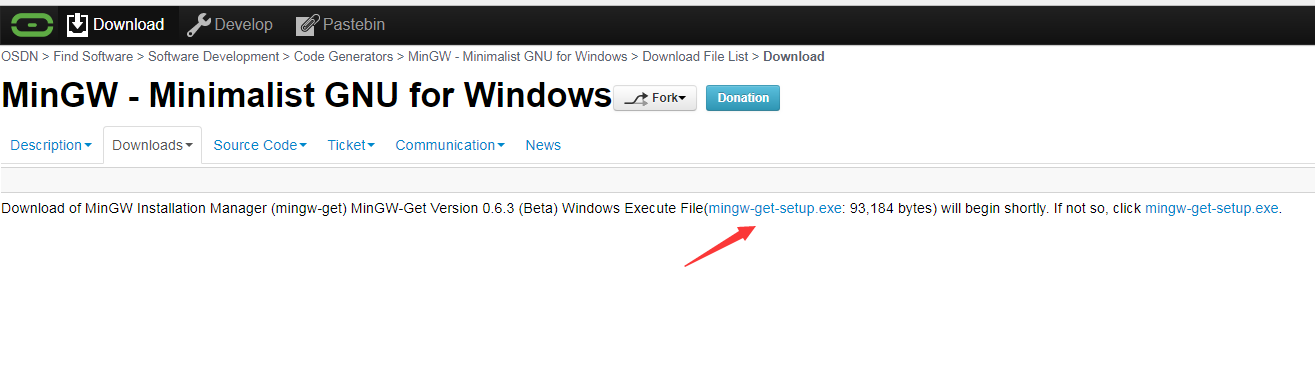 Download Develop Pastebin
OSDN > Find Software > Software Development > Code Generators > MinGW - Minimalist GNU for Windows > Download File List > Download
MinGW - Minimalist GNU for Windows Fork Donation
Description Downloads Source Code Ticket Communication News
Download of MinGW Installation Manager (mingw-get) MinGW-Get Version 0.6.3 (Beta) Windows Execute File(mingw-get-setup.exe: 93,184 bytes) will begin shortly. If not so, click mingw-get-setup.exe.